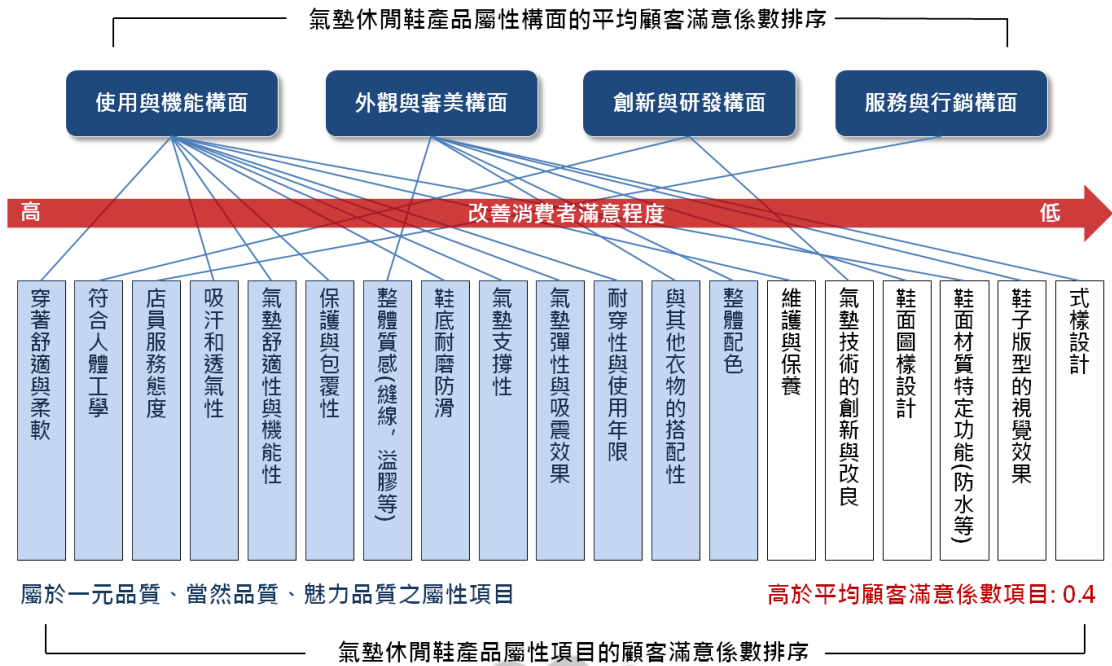 氣墊休閒鞋產品屬性構面的平均顧客滿意係數排序
使用與機能構面
外觀與審美構面
創新與研發構面
服務與行銷構面
高
改善消費者滿意程度
低
穿著舒適與柔軟
符合人體工學
店員服務態度
吸汗和透氣性
氣墊舒適性與機能性
保護與包覆性
整體質感(縫線，溢膠等)
鞋底耐磨防滑
氣墊支撐性
氣墊彈性與吸震效果
耐穿性與使用年限
與其他衣物的搭配性
整體配色
維護與保養
氣墊技術的創新與改良
鞋面圖樣設計
鞋面材質特定功能(防水等)
鞋子版型的視覺效果
式樣設計
屬於一元品質、當然品質、魅力品質之屬性項目
高於平均顧客滿意係數項目: 0.4
氣墊休閒鞋產品屬性項目的顧客滿意係數排序